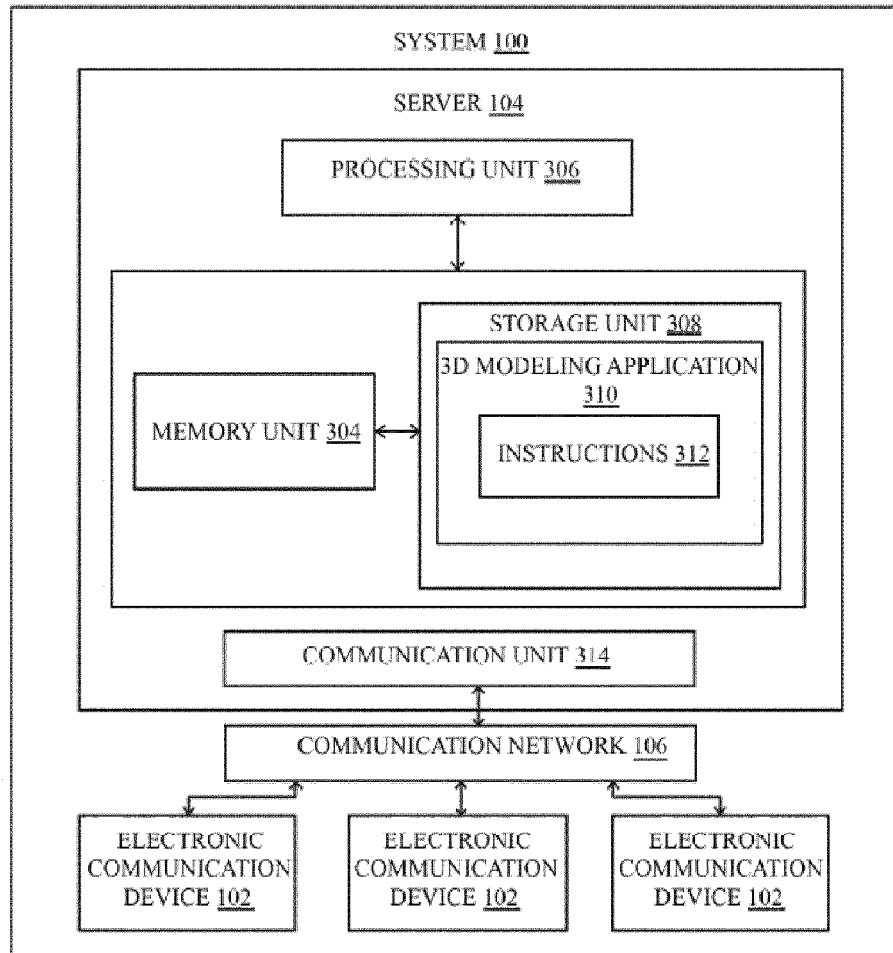 SYSTEM 100
SERVER 104
PROCESSING UNIT 306
STORAGE UNIT 308
3D MODELING APPLICATION
310
MEMORY UNIT 304
INSTRUCTIONS 312
COMMUNICATION UNIT 314
COMMUNICATION NETWORK 106
ELECTRONIC
COMMUNICATION
DEVICE 102
ELECTRONIC
COMMUNICATION
DEVICE 102
ELECTRONIC
COMMUNICATION
DEVICE 102